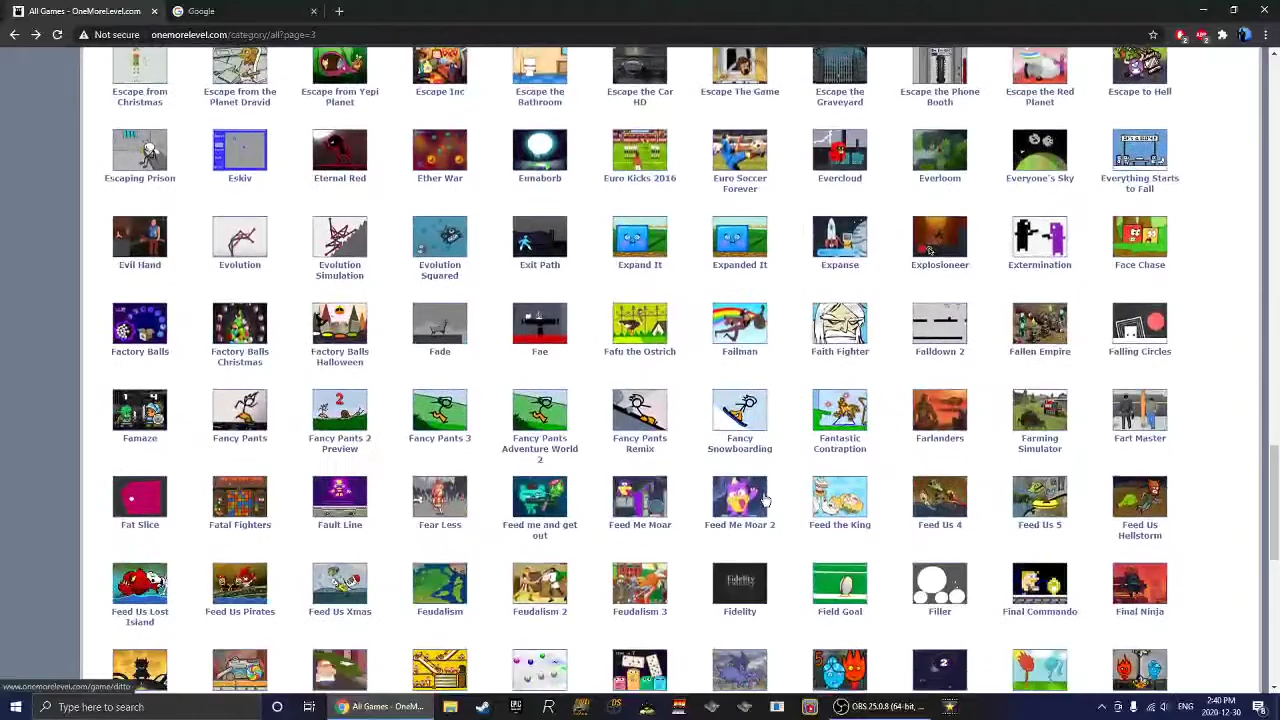 All Games - OneMoreLevel.com
Google
Not secure
onemorelevel.com/category/all?page=3
Escape from Christmas
Escape from the Planet Dravid
Escape from Yepi Planet
Escape Inc
Escape the Bathroom
Escape the Car HD
Escape The Game
Escape the Graveyard
Escape the Phone Booth
Escape the Red Planet
Escape to Hell
Escaping Prison
Eskiv
Eternal Red
Ether War
Eunaborb
Euro Kicks 2016
Euro Soccer Forever
Evercloud
Everloom
Everyone's Sky
Everything Starts to Fall
Evil Hand
Evolution
Evolution Simulation
Evolution Squared
Exit Path
Expand It
Expanded It
Expanse
Explosioneer
Extermination
Face Chase
Factory Balls
Factory Balls Christmas
Factory Balls Halloween
Fade
Fae
Fafu the Ostrich
Failman
Faith Fighter
Falldown 2
Fallen Empire
Falling Circles
Famaze
Fancy Pants
Fancy Pants 2 Preview
Fancy Pants 3
Fancy Pants Adventure World 2
Fancy Pants Remix
Fancy Snowboarding
Fantastic Contraption
Farlanders
Farming Simulator
Fart Master
Fat Slice
Fatal Fighters
Fault Line
Fear Less
Feed me and get out
Feed Me Moar
Feed Me Moar 2
Feed the King
Feed Us 4
Feed Us 5
Feed Us Hellstorm
Feed Us Lost Island
Feed Us Pirates
Feed Us Xmas
Feudalism
Feudalism 2
Feudalism 3
Fidelity
Field Goal
Filler
Final Commando
Final Ninja
www.onemorelevel.com/game/ditto
Type here to search
All Games - OneM...
OBS 25.0.8 (64-bit, ...
2:40 PM
2020-12-30